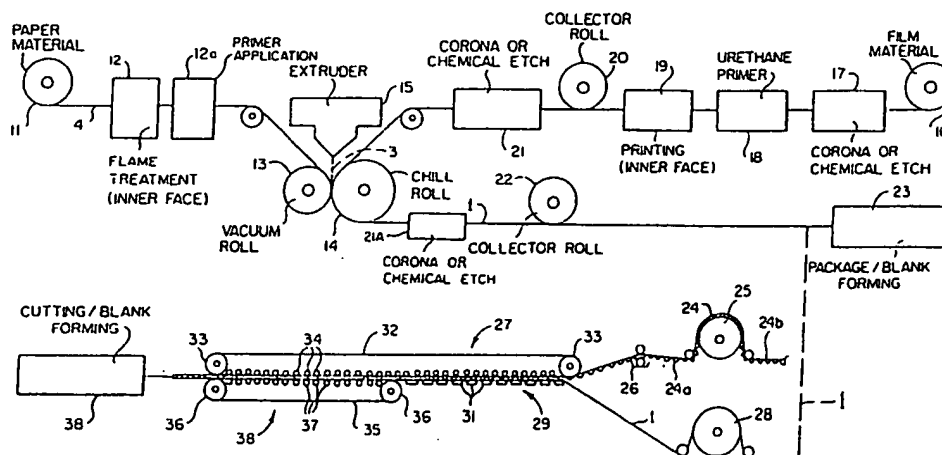 PAPER
MATERIAL
11
4
12
FLAME
TREATMENT
(INNER FACE)
12a
PRIMER
APPLICATION
EXTRUDER
15
3
13
VACUUM
ROLL
14
CHILL
ROLL
CORONA OR
CHEMICAL ETCH
21
COLLECTOR
ROLL
20
19
PRINTING
(INNER FACE)
URETHANE
PRIMER
18
17
CORONA OR
CHEMICAL ETCH
FILM
MATERIAL
16
21A
CORONA OR
CHEMICAL ETCH
1
22
COLLECTOR ROLL
23
PACKAGE/BLANK
FORMING
1
CUTTING/BLANK
FORMING
38
33
34
32
27
33
36
37
38
35
36
31
29
26
24a
24
25
24b
1
28